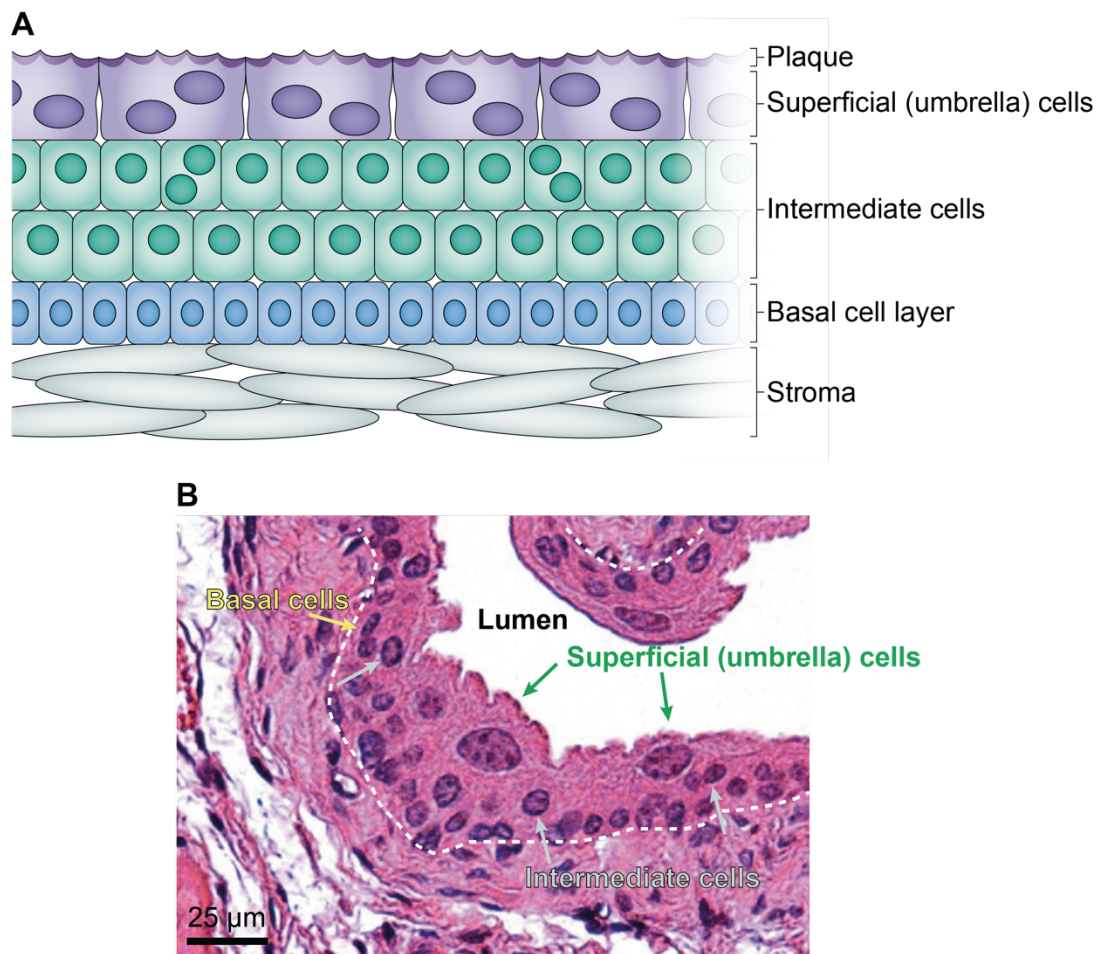 A
Plaque
Superficial (umbrella) cells
Intermediate cells
Basal cell layer
Stroma
B
Basal cells
Lumen
Superficial (umbrella) cells
Intermediate cells
25 µm